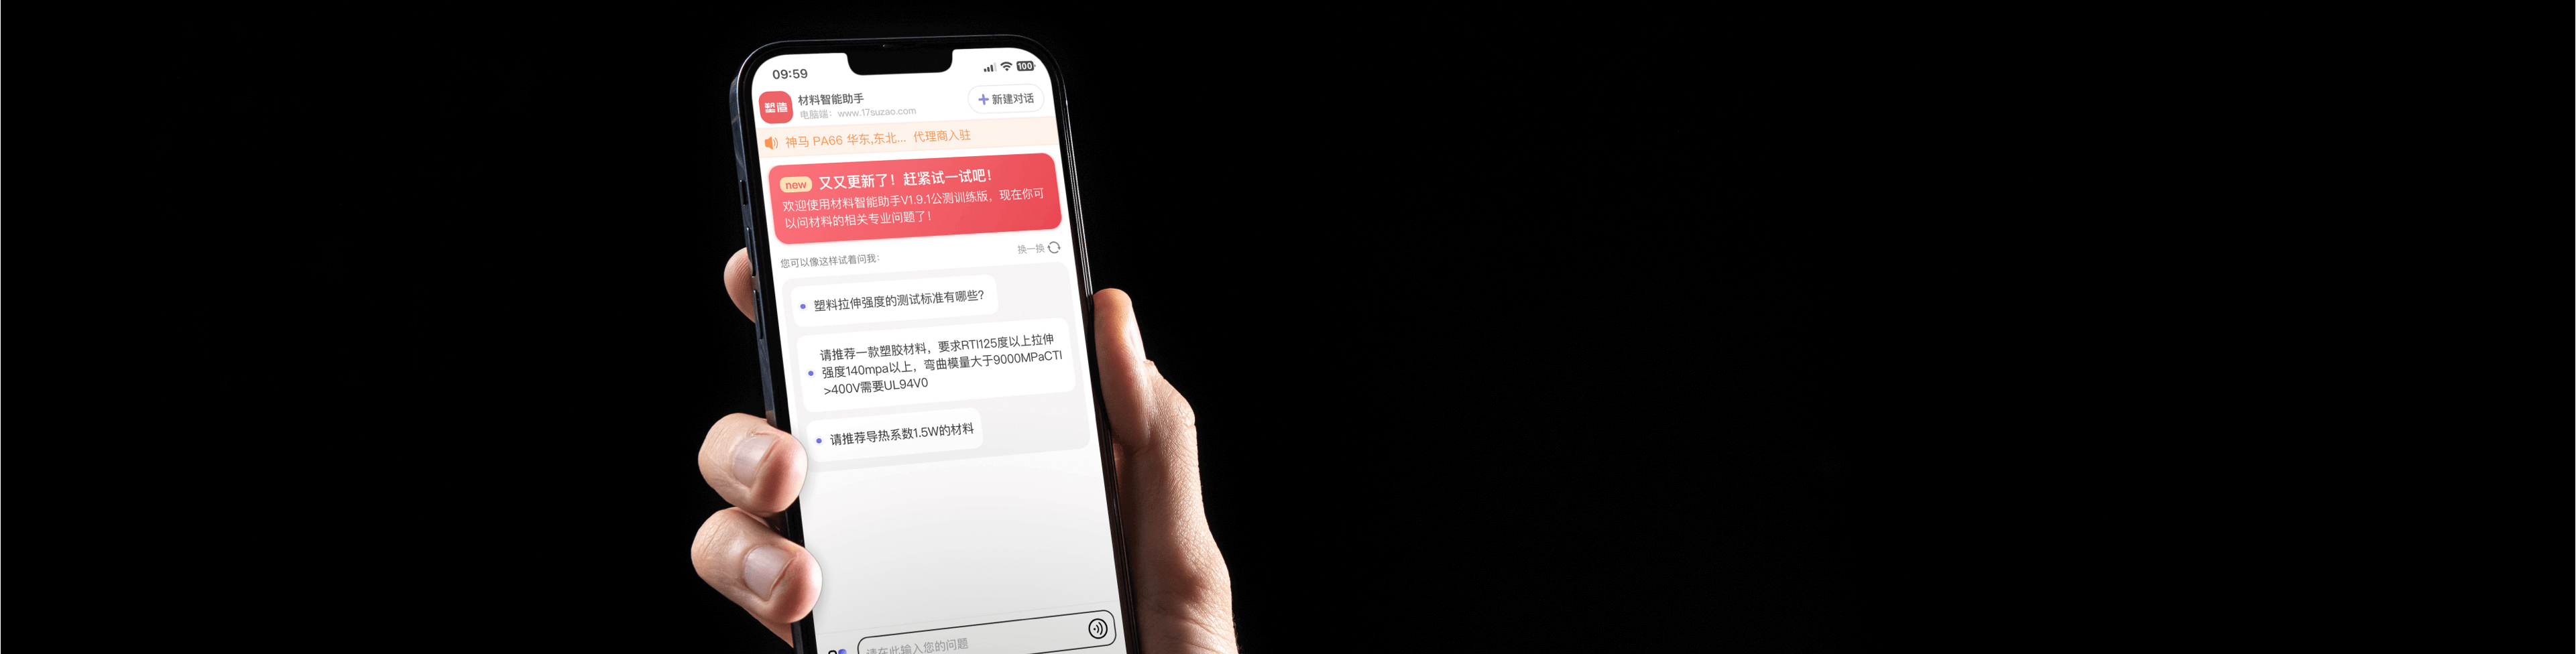 09:59
100
塑造
材料智能助手
电脑端：www.17suzao.com
新建对话
神马 PA66 华东,东北... 代理商入驻
new 又又更新了！赶紧试一试吧！
欢迎使用材料智能助手V1.9.1公测训练版，现在你可
以问材料的相关专业问题了！
您可以像这样试着问我：
换一换
塑料拉伸强度的测试标准有哪些？
请推荐一款塑胶材料，要求RTI125度以上拉伸
强度140mpa以上，弯曲模量大于9000MPaCTI
>400V需要UL94V0
请推荐导热系数1.5W的材料
请在此输入您的问题